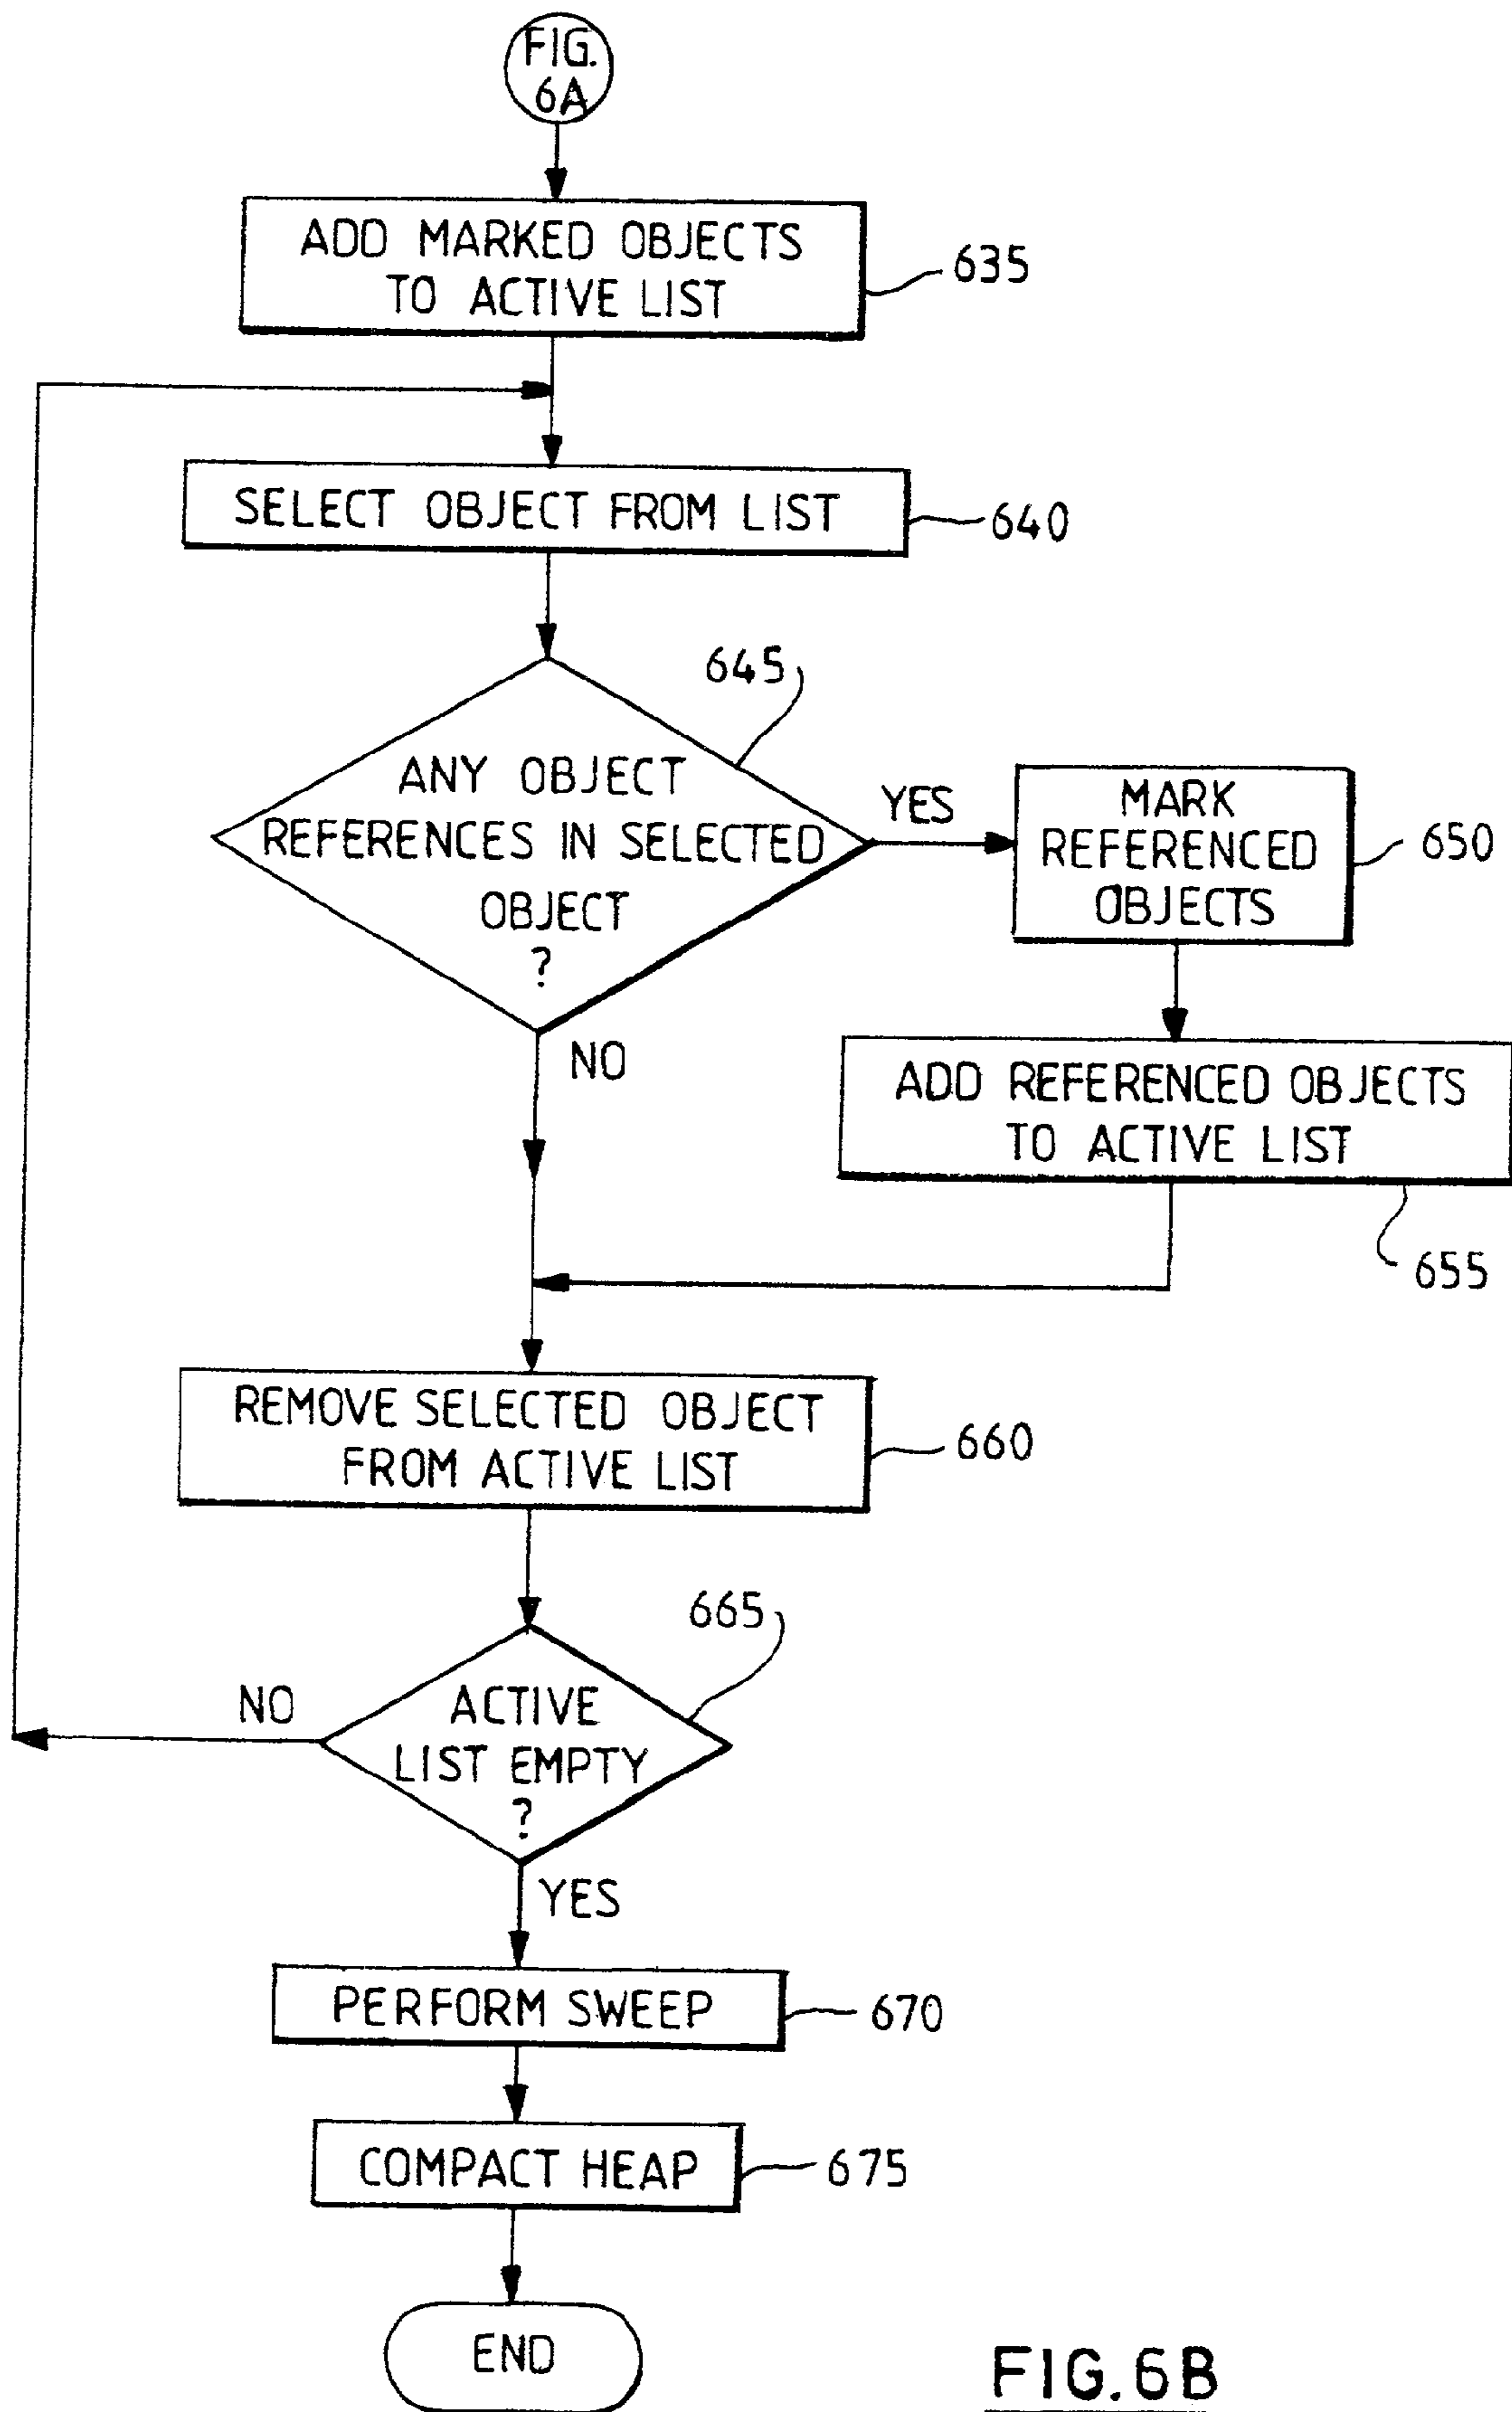 FIG.
6A
ADD MARKED OBJECTS
TO ACTIVE LIST
635
SELECT OBJECT FROM LIST
640
645
ANY OBJECT
REFERENCES IN SELECTED
OBJECT
?
YES
MARK
REFERENCED
OBJECTS
650
NO
ADD REFERENCED OBJECTS
TO ACTIVE LIST
655
REMOVE SELECTED OBJECT
FROM ACTIVE LIST
660
665
NO
ACTIVE
LIST EMPTY
?
YES
PERFORM SWEEP
670
COMPACT HEAP
675
END
FIG.6B